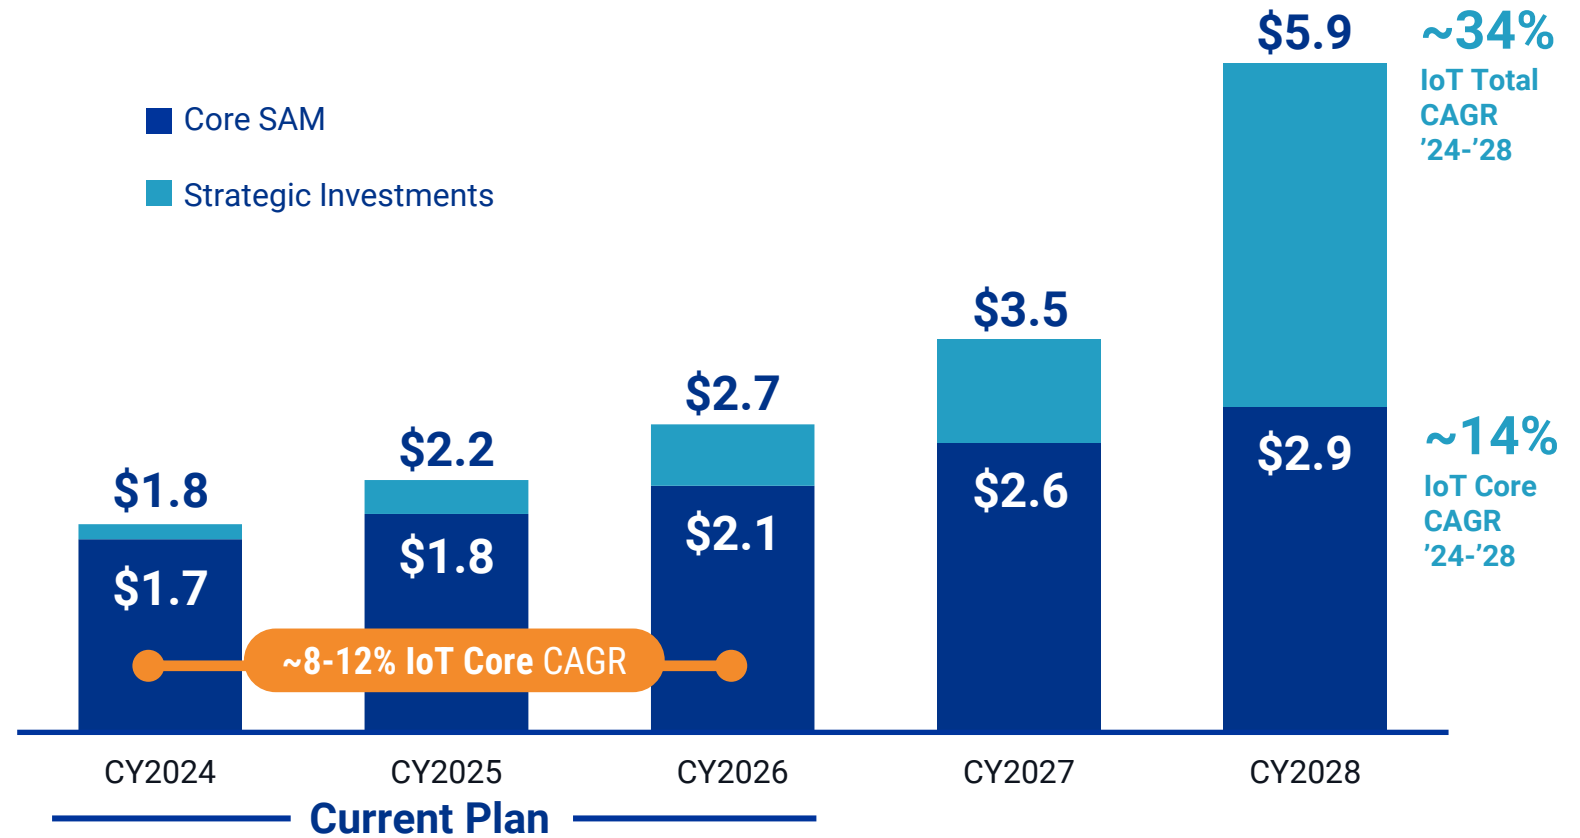 Core SAM
Strategic Investments
$1.8
$1.7
$2.2
$1.8
$2.7
$2.1
$3.5
$2.6
$5.9
$2.9
~34%
IoT Total
CAGR
’24-’28
~14%
IoT Core
CAGR
’24-’28
~8-12% IoT Core CAGR
CY2024
CY2025
CY2026
CY2027
CY2028
Current Plan